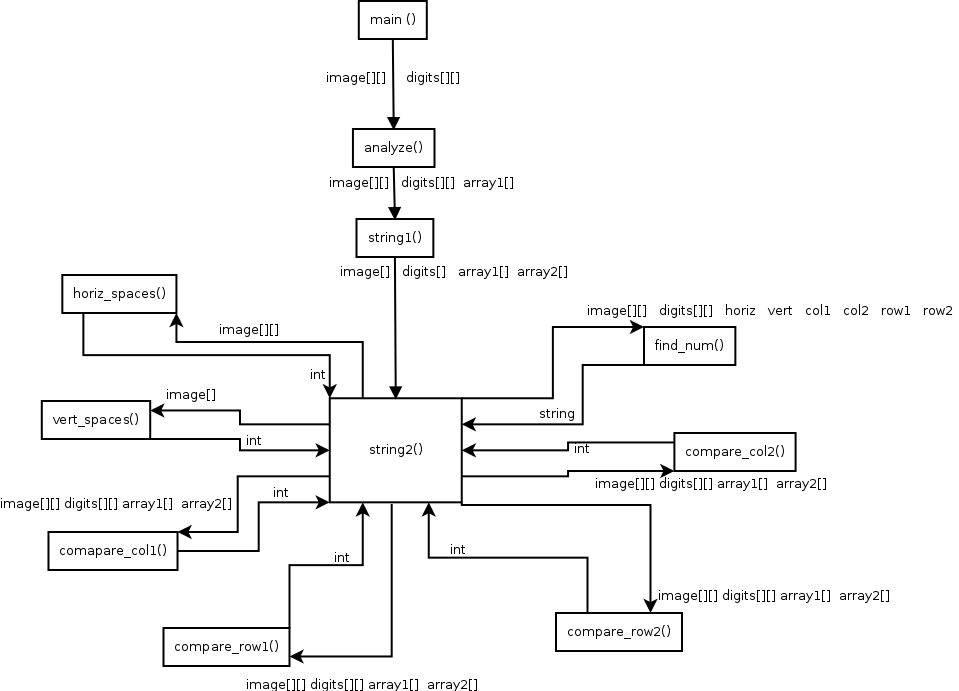 main ()
image[][] digits[][]
analyze()
image[][] digits[][] array1[]
string1()
image[] digits[] array1[] array2[]
horiz_spaces()
image[][] digits[][] horiz vert col1 col2 row1 row2
image[][]
find_num()
int
image[]
string
vert_spaces()
int
string2()
int
compare_col2()
image[][] digits[][] array1[] array2[]
int
image[][] digits[][] array1[] array2[]
comapare_col1()
int
int
image[][] digits[][] array1[] array2[]
compare_row2()
compare_row1()
image[][] digits[][] array1[] array2[]